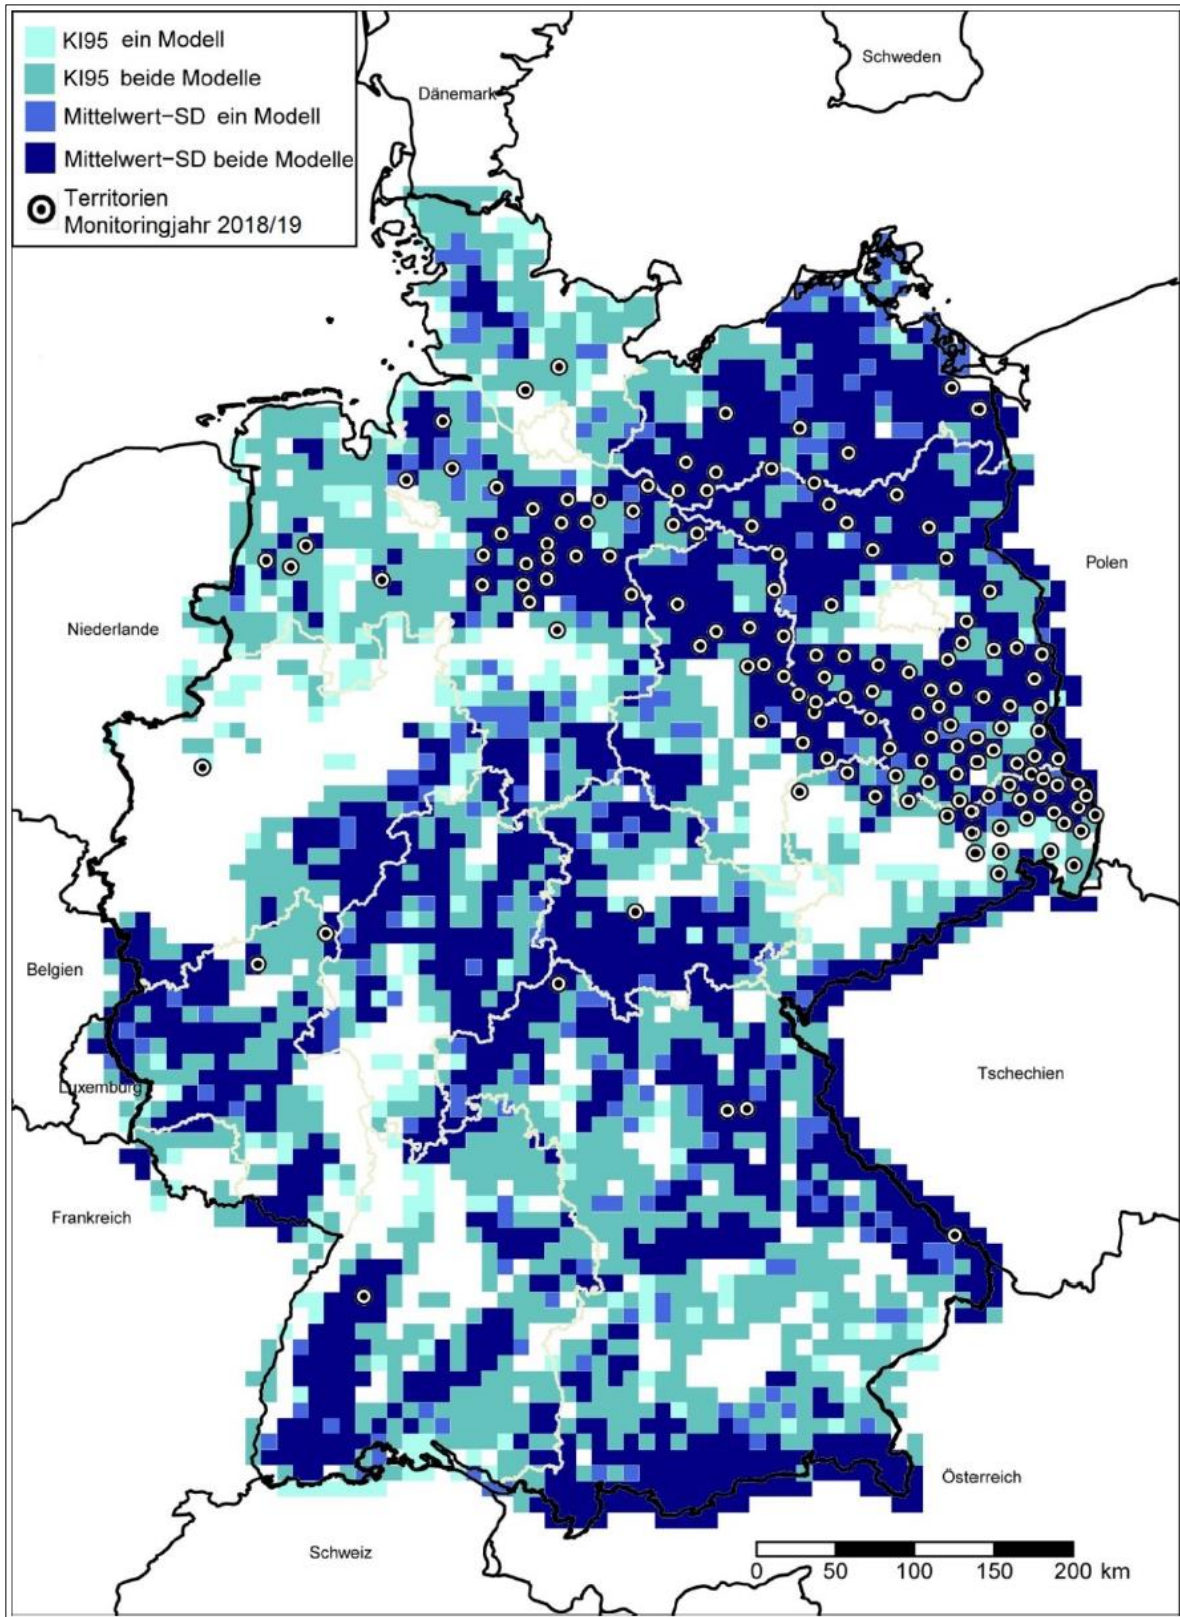 KI95 ein Modell
KI95 beide Modelle
Mittelwert-SD ein Modell
Mittelwert-SD beide Modelle
Territorien
Monitoringjahr 2018/19
Schweden
Dänemark
Polen
Niederlande
Belgien
Luxemburg
Tschechien
Frankreich
Österreich
Schweiz
0 50 100 150 200 km